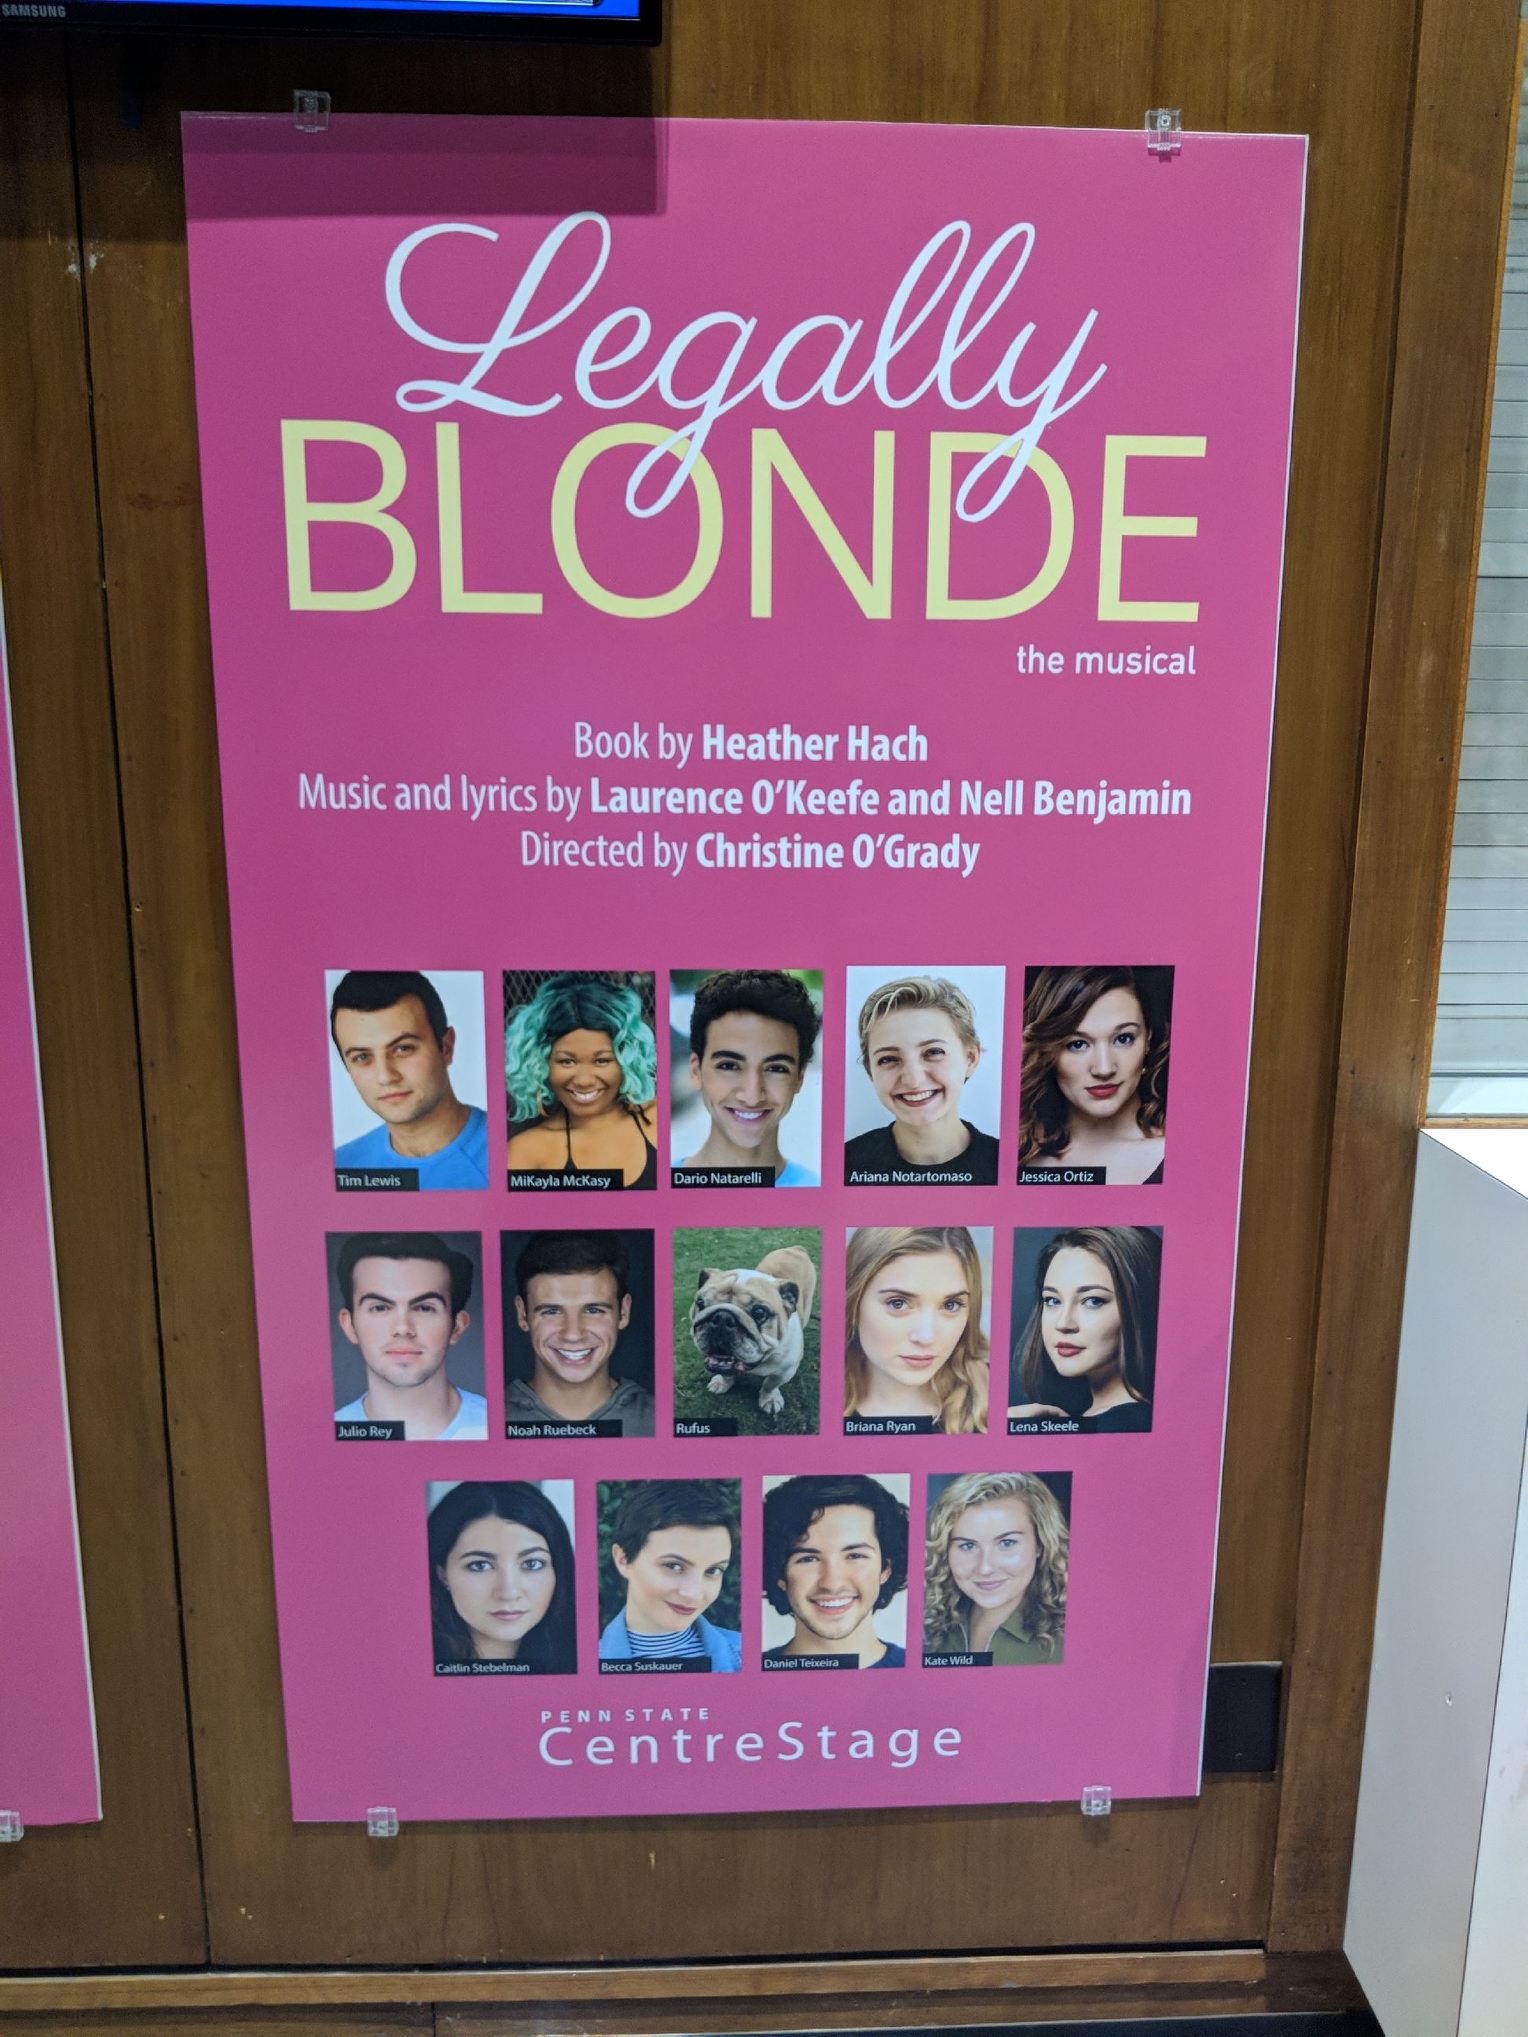 SAMSUNG
Legally
BLONDE
the musical
Book by Heather Hach
Music and lyrics by Laurence O'Keefe and Nell Benjamin
Directed by Christine O'Grady
Tim Lewis
MiKayla McKasy
Dario Natarelli
Ariana Notartomaso
Jessica Ortiz
Julio Rey
Noah Ruebeck
Rufus
Briana Ryan
Lena Skeele
Caitlin Stebelman
Becca Suskauer
Daniel Teixeira
Kate Wild
PENN STATE
CentreStage